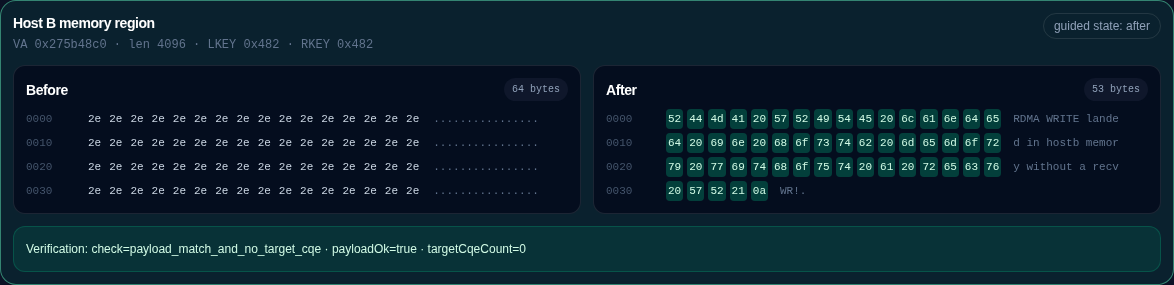 Host B memory region
guided state: after
VA 0x275b48c0 · len 4096 · LKEY 0x482 · RKEY 0x482
Before
64 bytes
0000 2e 2e 2e 2e 2e 2e 2e 2e 2e 2e 2e 2e 2e 2e 2e 2e ................
0010 2e 2e 2e 2e 2e 2e 2e 2e 2e 2e 2e 2e 2e 2e 2e 2e ................
0020 2e 2e 2e 2e 2e 2e 2e 2e 2e 2e 2e 2e 2e 2e 2e 2e ................
0030 2e 2e 2e 2e 2e 2e 2e 2e 2e 2e 2e 2e 2e 2e 2e 2e ................
After
53 bytes
0000 52 44 4d 41 20 57 52 49 54 45 20 6c 61 6e 64 65 RDMA WRITE lande
0010 64 20 69 6e 20 68 6f 73 74 62 20 6d 65 6d 6f 72 d in hostb memor
0020 79 20 77 69 74 68 6f 75 74 20 61 20 72 65 63 76 y without a recv
0030 20 57 52 21 0a WR!.
Verification: check=payload_match_and_no_target_cqe · payloadOk=true · targetCqeCount=0